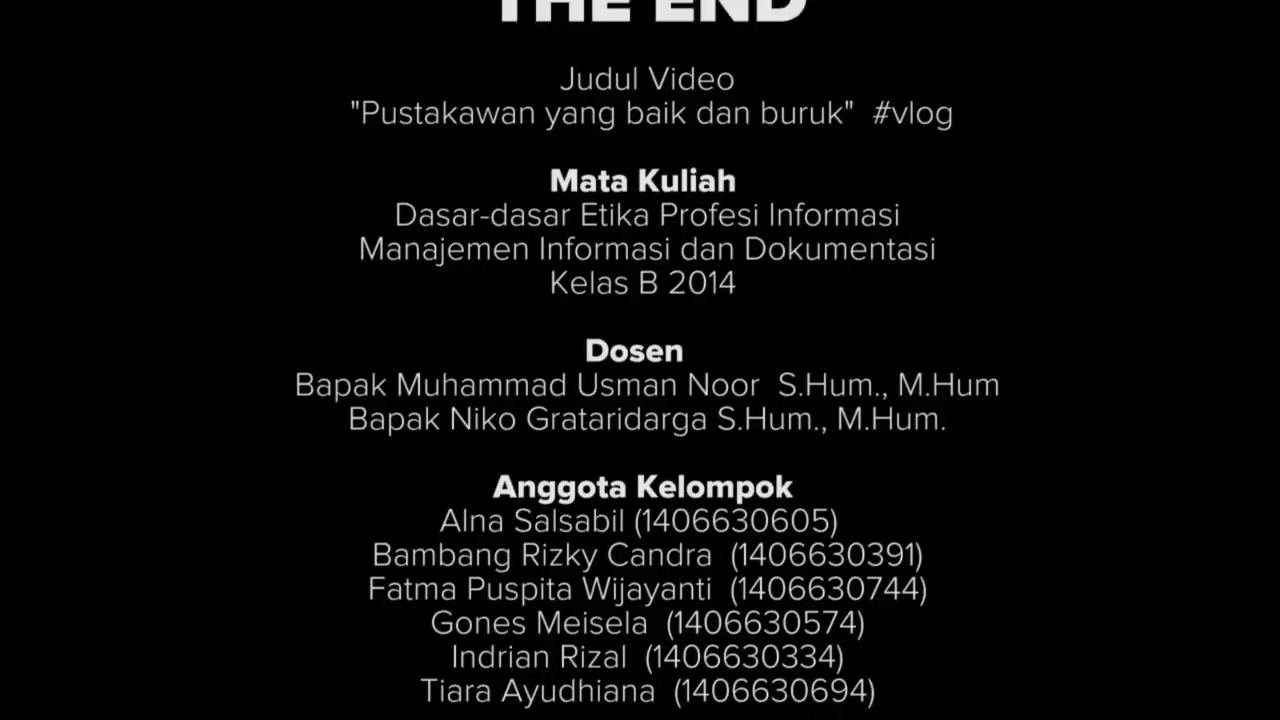 THE END
Judul Video
"Pustakawan yang baik dan buruk" #vlog
Mata Kuliah
Dasar-dasar Etika Profesi Informasi
Manajemen Informasi dan Dokumentasi
Kelas B 2014
Dosen
Bapak Muhammad Usman Noor S.Hum., M.Hum
Bapak Niko Grataridarga S.Hum., M.Hum.
Anggota Kelompok
Alna Salsabil (1406630605)
Bambang Rizky Candra (1406630391)
Fatma Puspita Wijayanti (1406630744)
Gones Meisela (1406630574)
Indrian Rizal (1406630334)
Tiara Ayudhiana (1406630694)